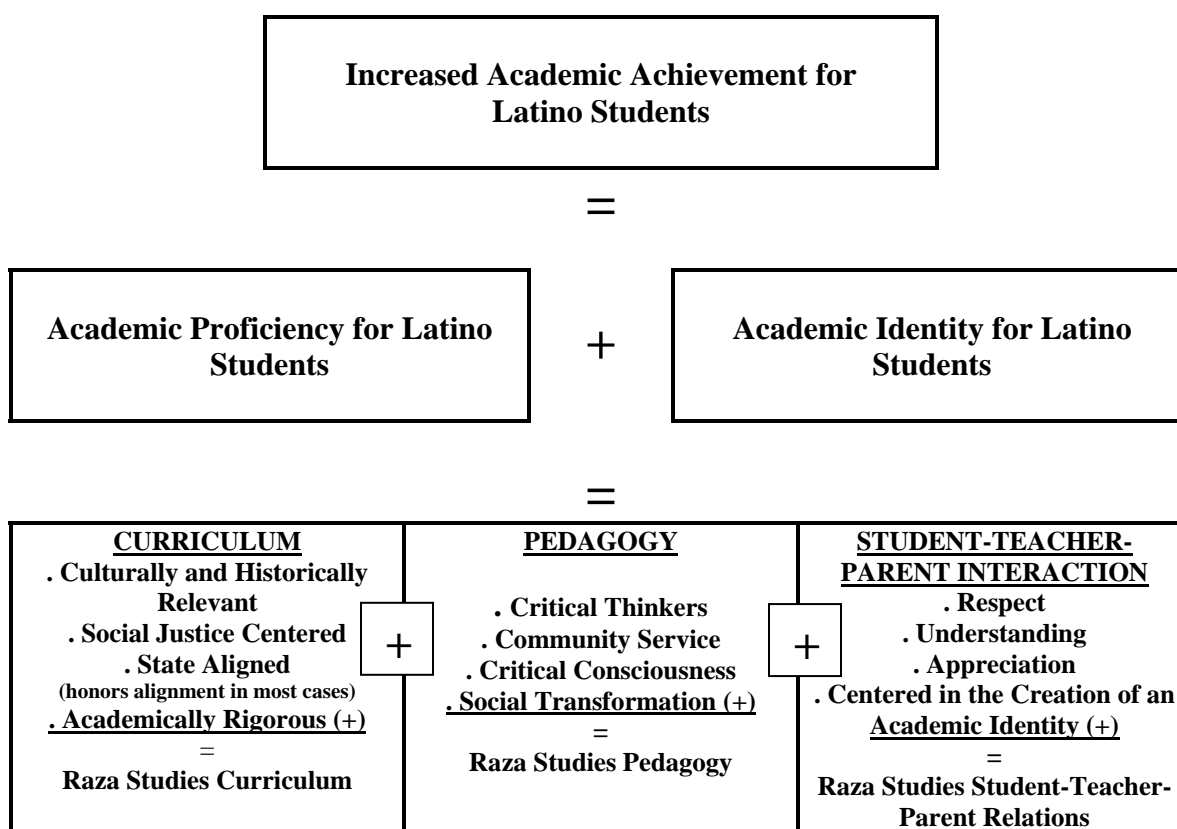 Increased Academic Achievement for
Latino Students
=
Academic Proficiency for Latino
Students
+
Academic Identity for Latino
Students
=
CURRICULUM
. Culturally and Historically
Relevant
. Social Justice Centered
. State Aligned
(honors alignment in most cases)
. Academically Rigorous (+)
=
Raza Studies Curriculum
+
PEDAGOGY
. Critical Thinkers
. Community Service
. Critical Consciousness
. Social Transformation (+)
=
Raza Studies Pedagogy
+
STUDENT-TEACHER-
PARENT INTERACTION
. Respect
. Understanding
. Appreciation
. Centered in the Creation of an
Academic Identity (+)
=
Raza Studies Student-Teacher-
Parent Relations